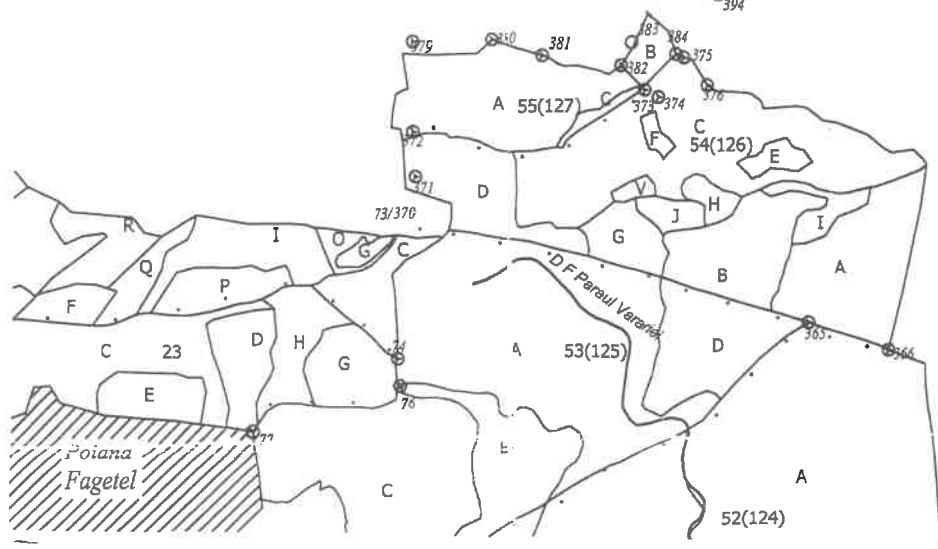 394
379
380
381
383
384
B
375
382
376
A
55(127)
C
373
374
C
372
F
54(126)
E
371
D
V
H
J
I
73/370
R
I
O
G
C
G
Q
P
B
A
F
D F Paraul
C
23
D
H
G
74
A
53(125)
D
365
366
E
76
77
Poiana
Fagetel
C
A
52(124)